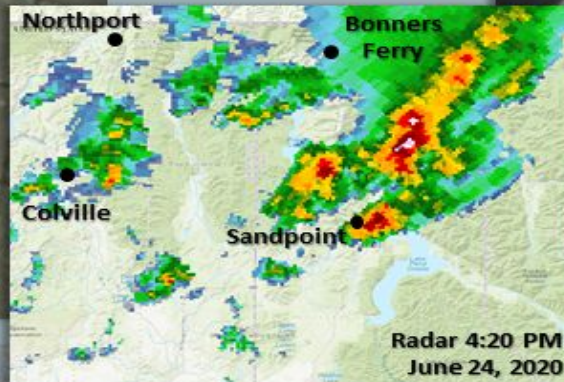 Northport
Bonners
Ferry
Colville
Sandpoint
Radar 4:20 PM
June 24, 2020